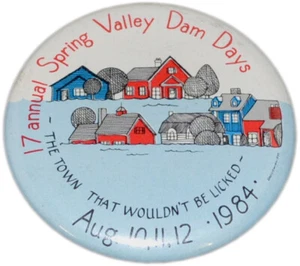 17 annual Spring Valley Dam Days
- THE TOWN THAT WOULDN'T BE LICKED -
Aug. 10, 11, 12 · 1984 ·